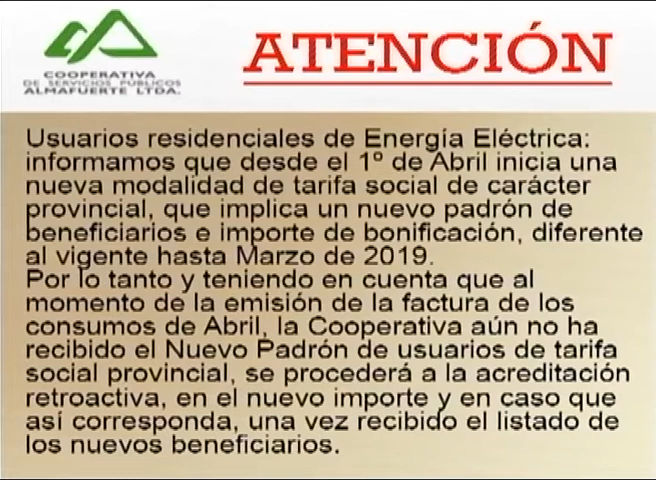 COOPERATIVA
DE SERVICIOS PÚBLICOS
ALMAFUERTE LTDA.
ATENCIÓN
Usuarios residenciales de Energía Eléctrica:
informamos que desde el 1º de Abril inicia una
nueva modalidad de tarifa social de carácter
provincial, que implica un nuevo padrón de
beneficiarios e importe de bonificación, diferente
al vigente hasta Marzo de 2019.
Por lo tanto y teniendo en cuenta que al
momento de la emisión de la factura de los
consumos de Abril, la Cooperativa aún no ha
recibido el Nuevo Padrón de usuarios de tarifa
social provincial, se procederá a la acreditación
retroactiva, en el nuevo importe y en caso que
así corresponda, una vez recibido el listado de
los nuevos beneficiarios.